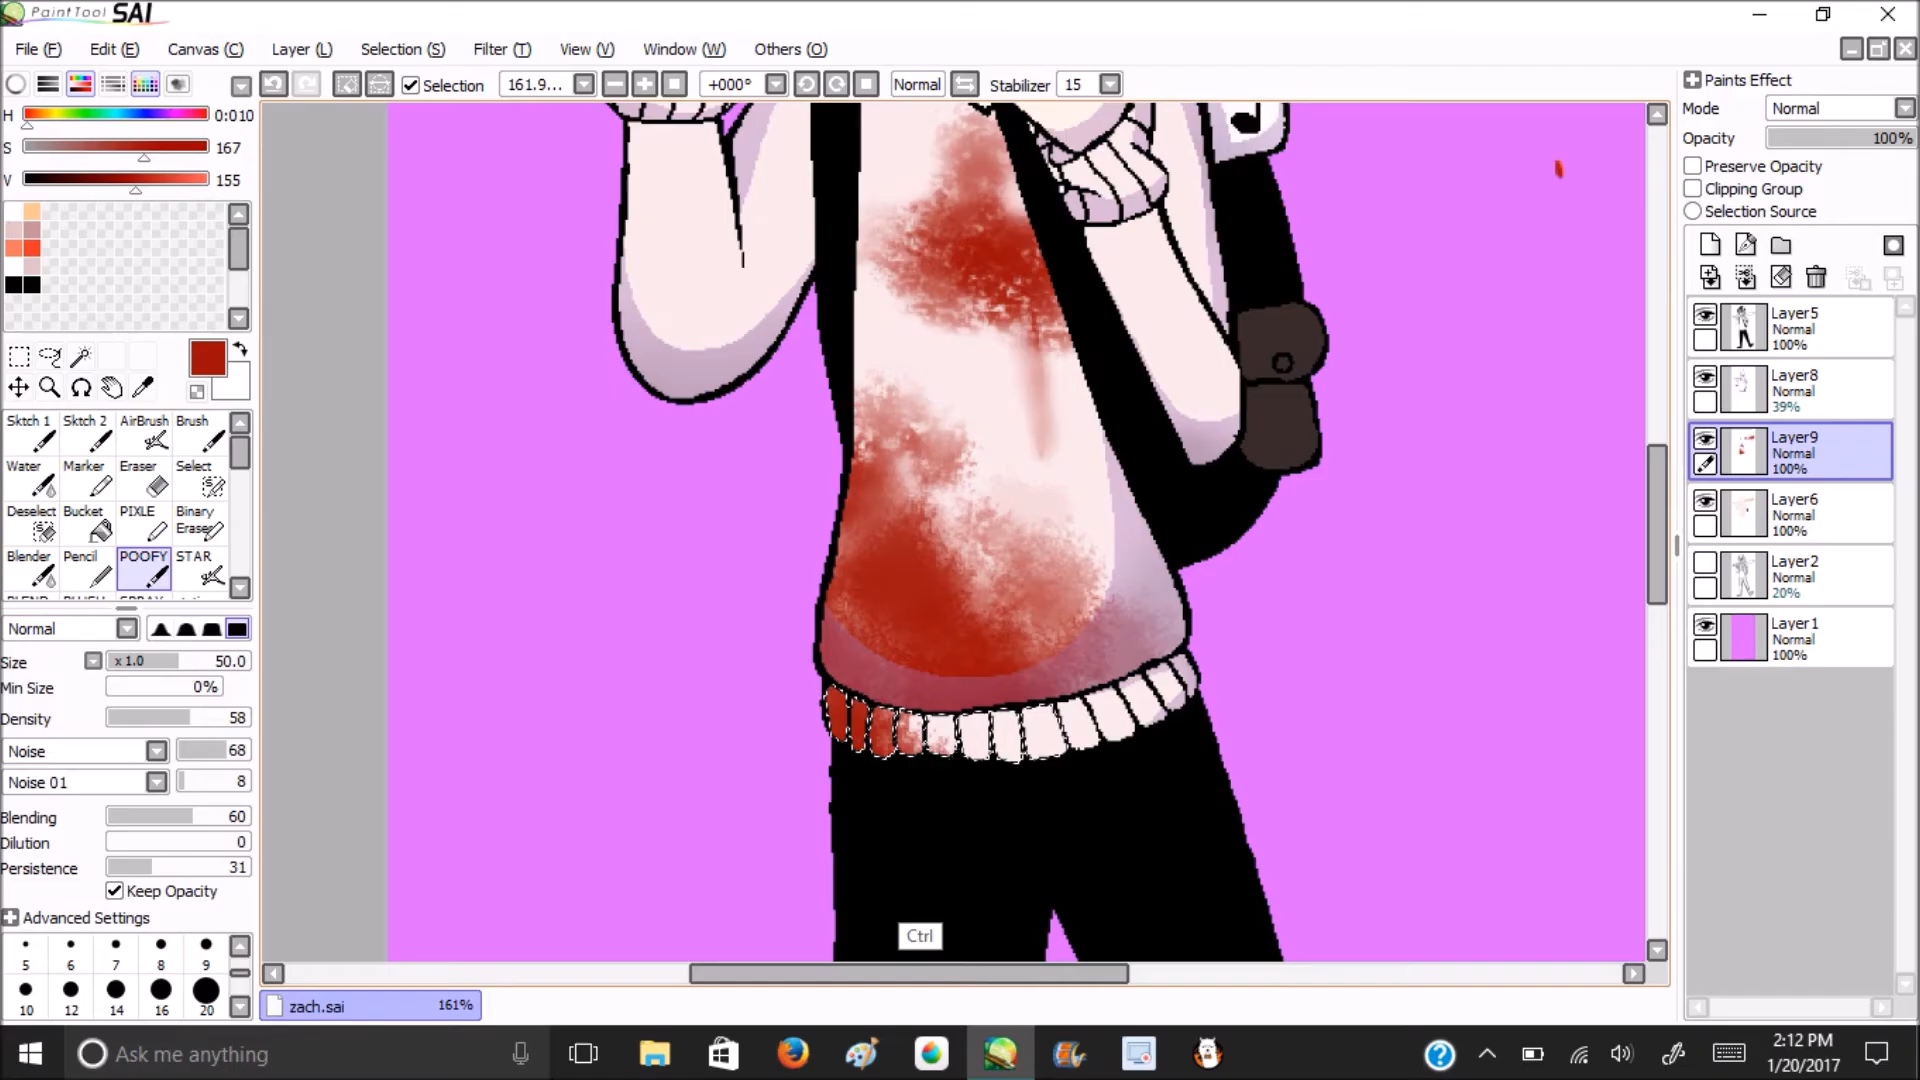 PaintTool SAI
File (F) Edit (E) Canvas (C) Layer (L) Selection (S) Filter (T) View (V) Window (W) Others (O)
Selection 161.9... +000° Normal Stabilizer 15
H 0:010
S 167
V 155
Sktch 1 Sktch 2 AirBrush Brush
Water Marker Eraser Select
Deselect Bucket PIXLE Binary Eraser
Blender Pencil POOFY STAR
Normal
Size x 1.0 50.0
Min Size 0%
Density 58
Noise 68
Noise 01 8
Blending 60
Dilution 0
Persistence 31
Keep Opacity
Advanced Settings
5 6 7 8 9
10 12 14 16 20
Ctrl
zach.sai 161%
Paints Effect
Mode Normal
Opacity 100%
Preserve Opacity
Clipping Group
Selection Source
Layer5
Normal
100%
Layer8
Normal
39%
Layer9
Normal
100%
Layer6
Normal
100%
Layer2
Normal
20%
Layer1
Normal
100%
Ask me anything
2:12 PM
1/20/2017